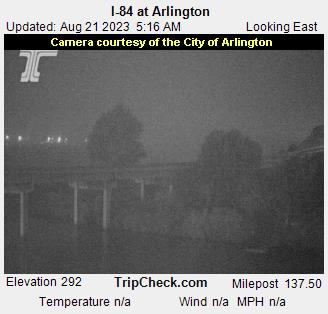 I-84 at Arlington
Updated: Aug 21 2023 5:16 AM Looking East
Camera courtesy of the City of Arlington
Elevation 292 TripCheck.com Milepost 137.50
Temperature n/a Wind n/a MPH n/a